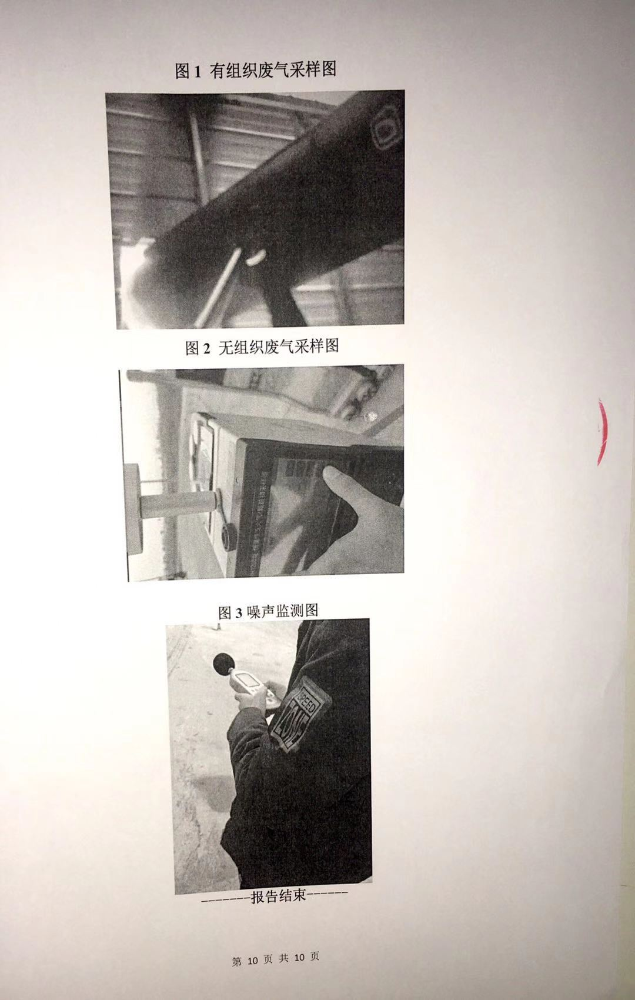 图1 有组织废气采样图
图2 无组织废气采样图
图3 噪声监测图
SPEED
ZONE
-------报告结束------
第 10 页 共 10 页